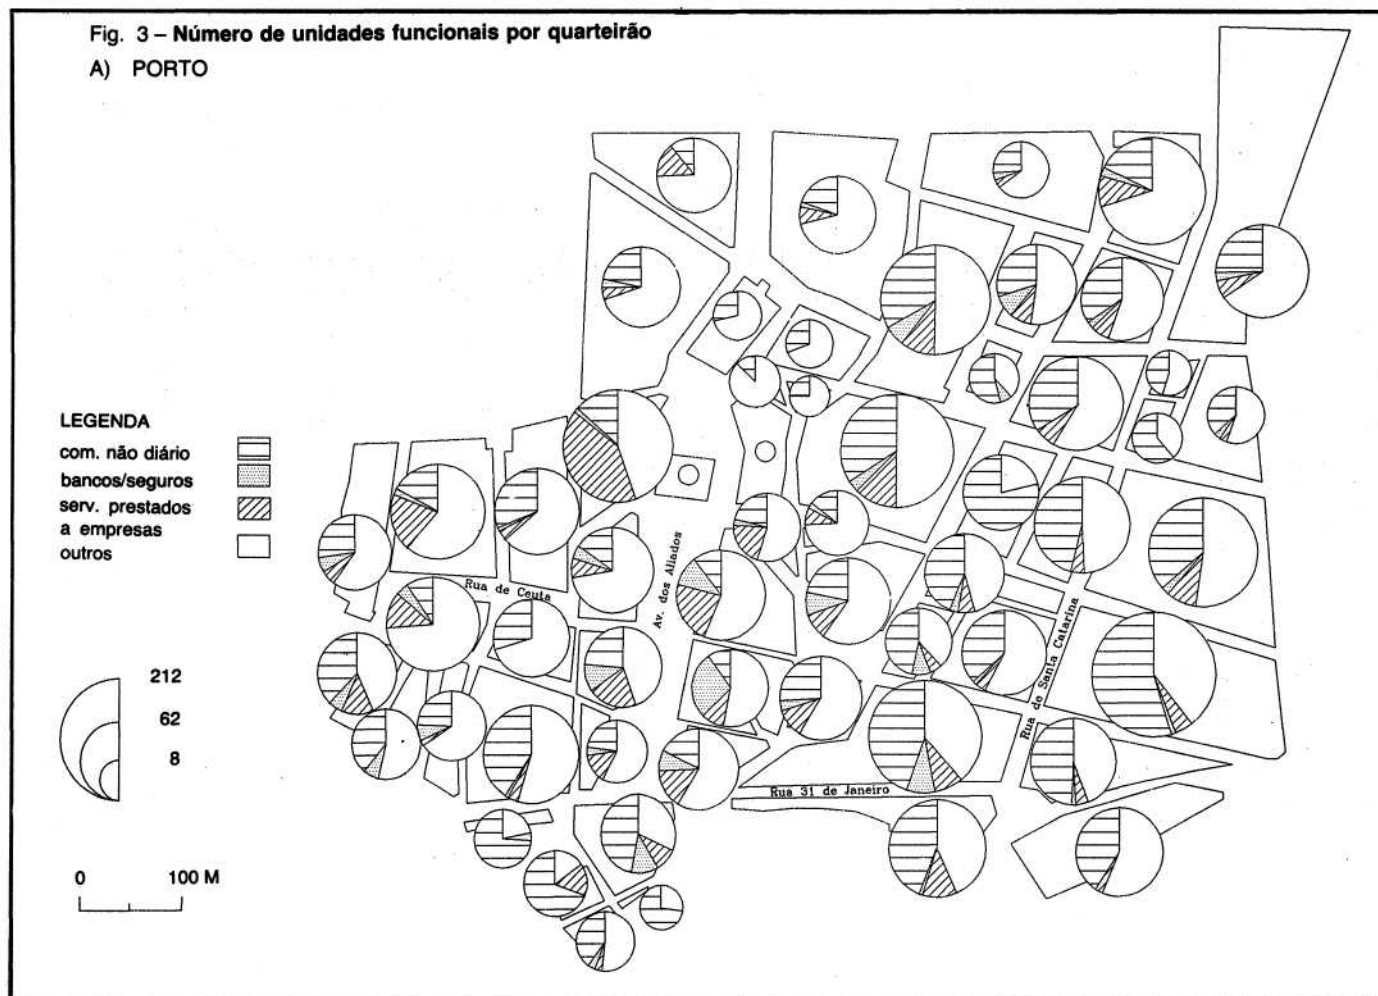 Fig. 3 – Número de unidades funcionais por quarteirão
A) PORTO
LEGENDA
com. não diário
bancos/seguros
serv. prestados
a empresas
outros
Rua de Ceuta
Av. dos Aliados
Rua de Santa Catarina
Rua 31 de Janeiro
212
62
8
0 100 M